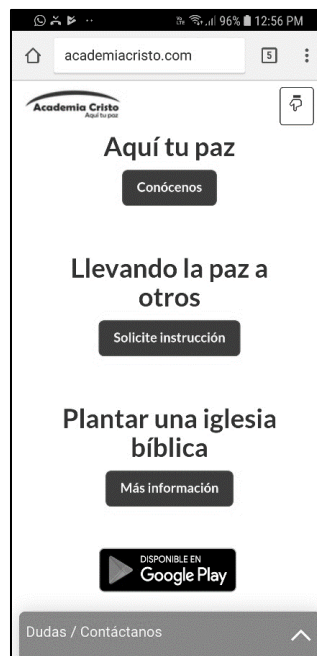 96% 12:56 PM
academiacristo.com
5
Academia Cristo
Aquí tu paz
Aquí tu paz
Conócenos
Llevando la paz a
otros
Solicite instrucción
Plantar una iglesia
bíblica
Más información
DISPONIBLE EN
Google Play
Dudas / Contáctanos